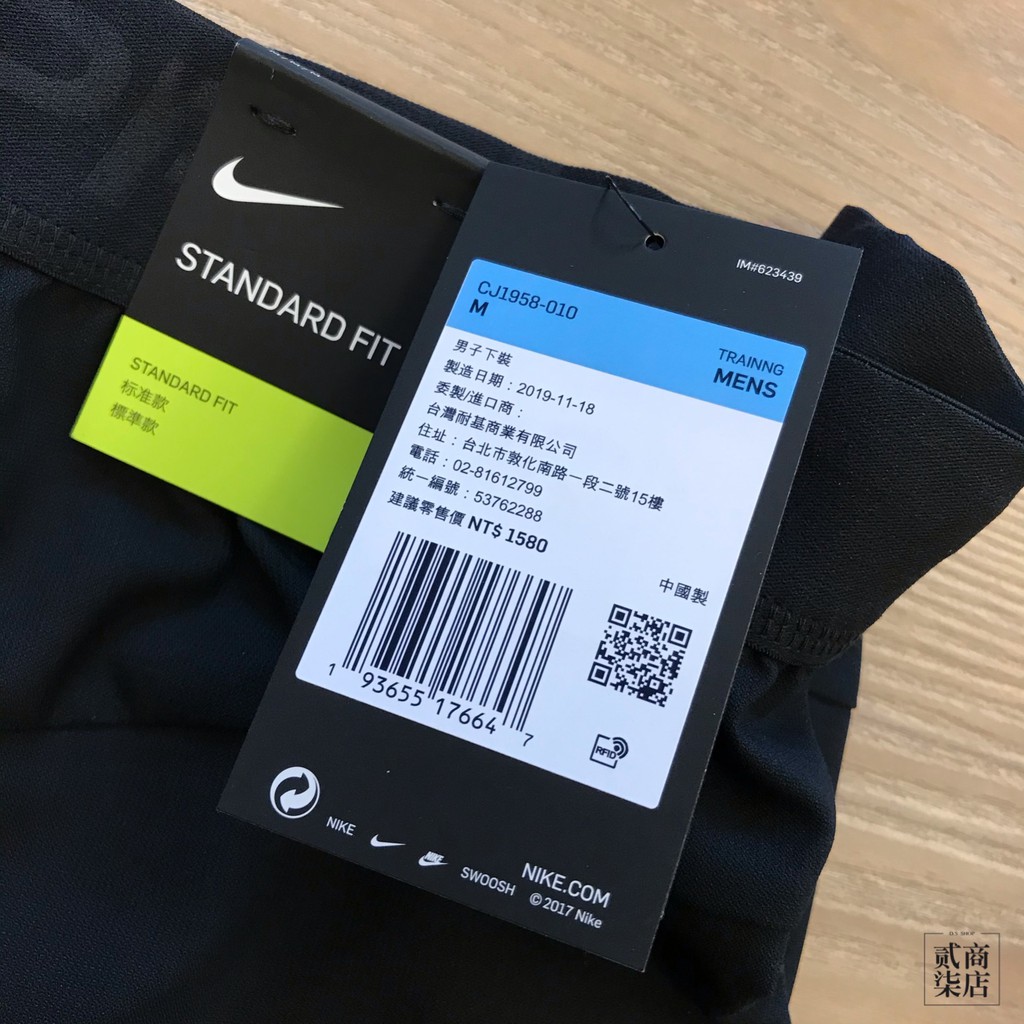 STANDARD FIT
STANDARD FIT
标准款
標準款
IM#623439
CJ1958-010
M
TRAINNG
MENS
男子下裝
製造日期：2019-11-18
委製/進口商：
台灣耐基商業有限公司
住址：台北市敦化南路一段二號15樓
電話：02-81612799
統一編號：53762288
建議零售價 NT$ 1580
中國製
1 93655 17664 7
RFID
NIKE
NIKE
SWOOSH
NIKE.COM
© 2017 Nike
D.S SHOP
貳商
柒店